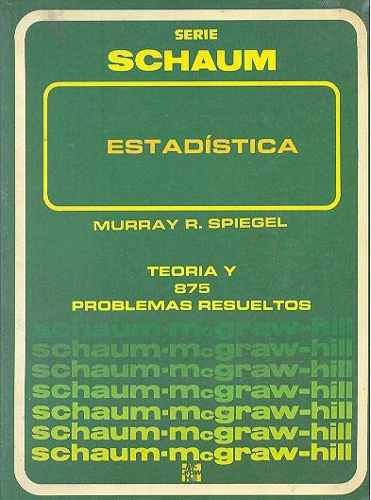 SERIE
SCHAUM
ESTADÍSTICA
MURRAY R. SPIEGEL
TEORIA Y
875
PROBLEMAS RESUELTOS
schaum·mcgraw-hill
schaum·mcgraw-hill
schaum·mcgraw-hill
schaum·mcgraw-hill
schaum·mcgraw-hill
schaum·mcgraw-hill